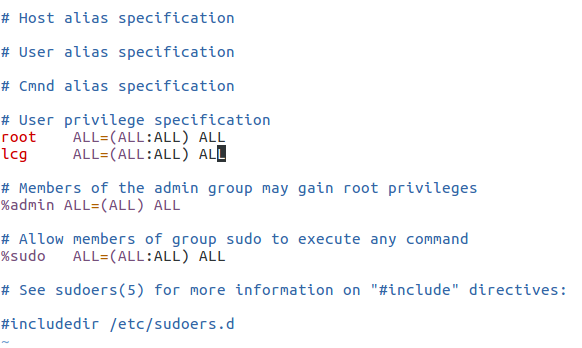 # Host alias specification
# User alias specification
# Cmnd alias specification
# User privilege specification
root    ALL=(ALL:ALL) ALL
lcg     ALL=(ALL:ALL) ALL
# Members of the admin group may gain root privileges
%admin ALL=(ALL) ALL
# Allow members of group sudo to execute any command
%sudo   ALL=(ALL:ALL) ALL
# See sudoers(5) for more information on "#include" directives:
#includedir /etc/sudoers.d
~